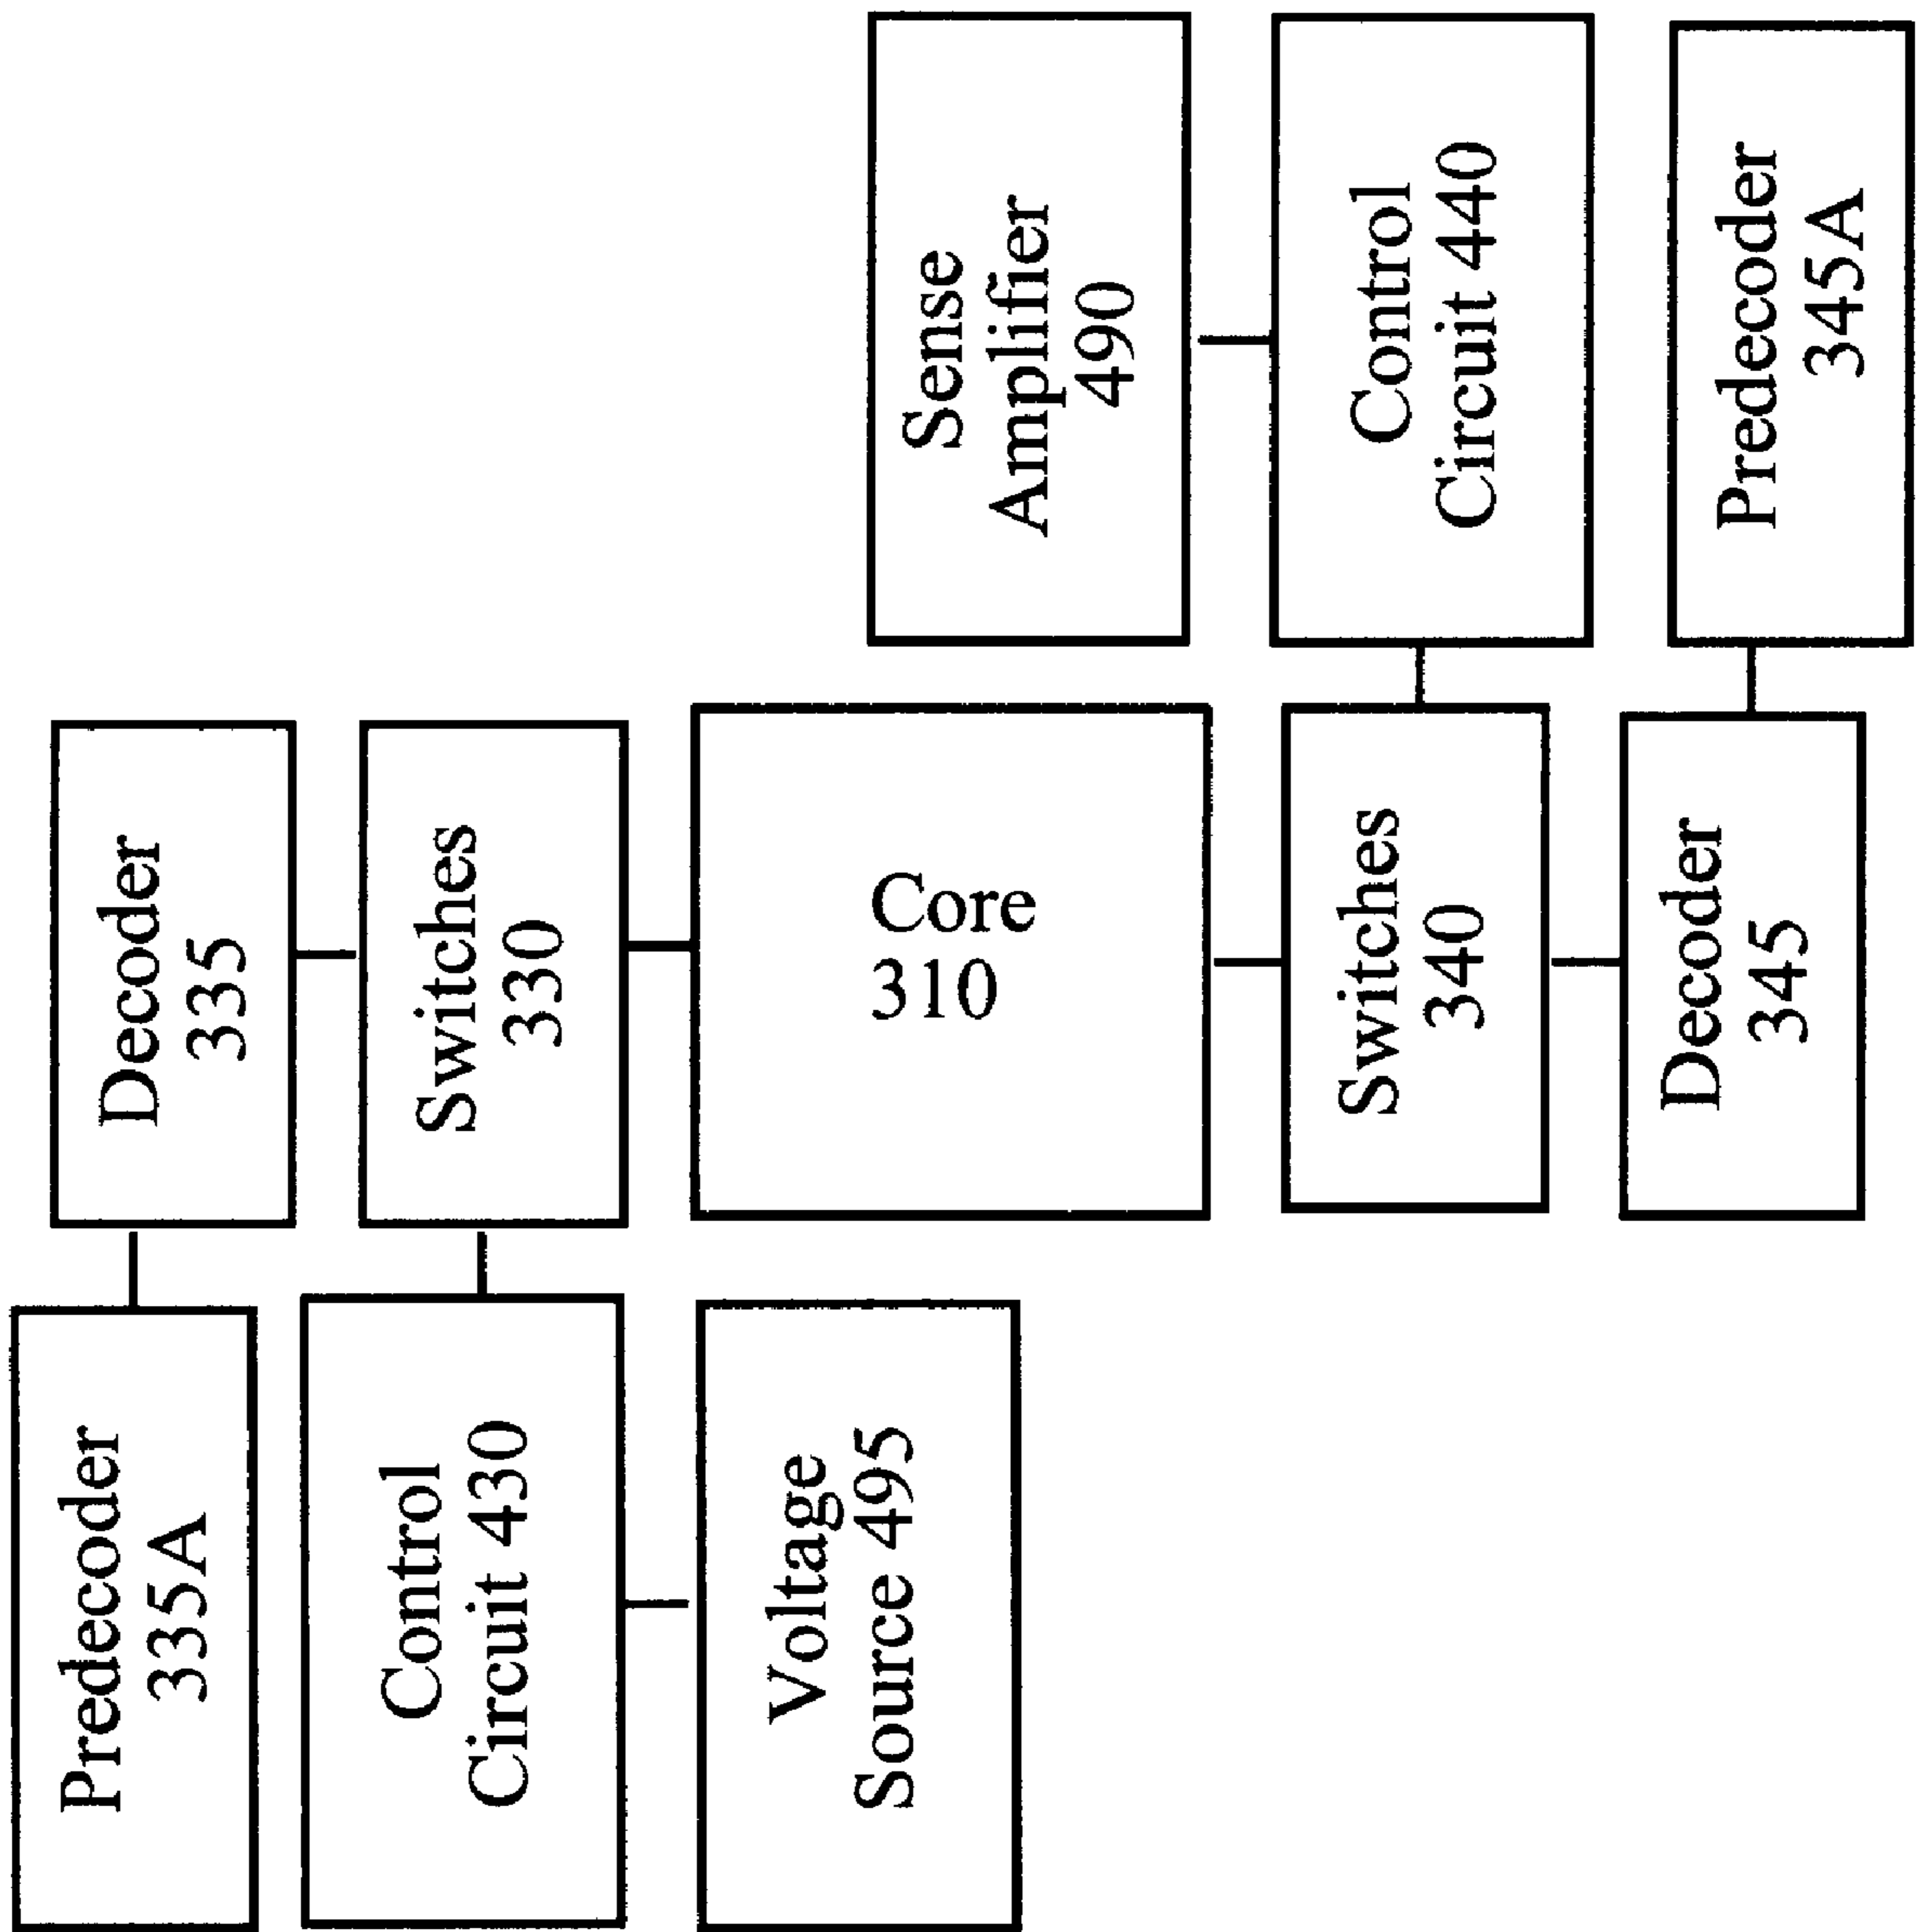 Decoder
335
Switches
330
Core
310
Switches
340
Decoder
345
Sense
Amplifier
490
Control
Circuit 440
Predecoder
345A
Predecoder
335A
Control
Circuit 430
Voltage
Source 495